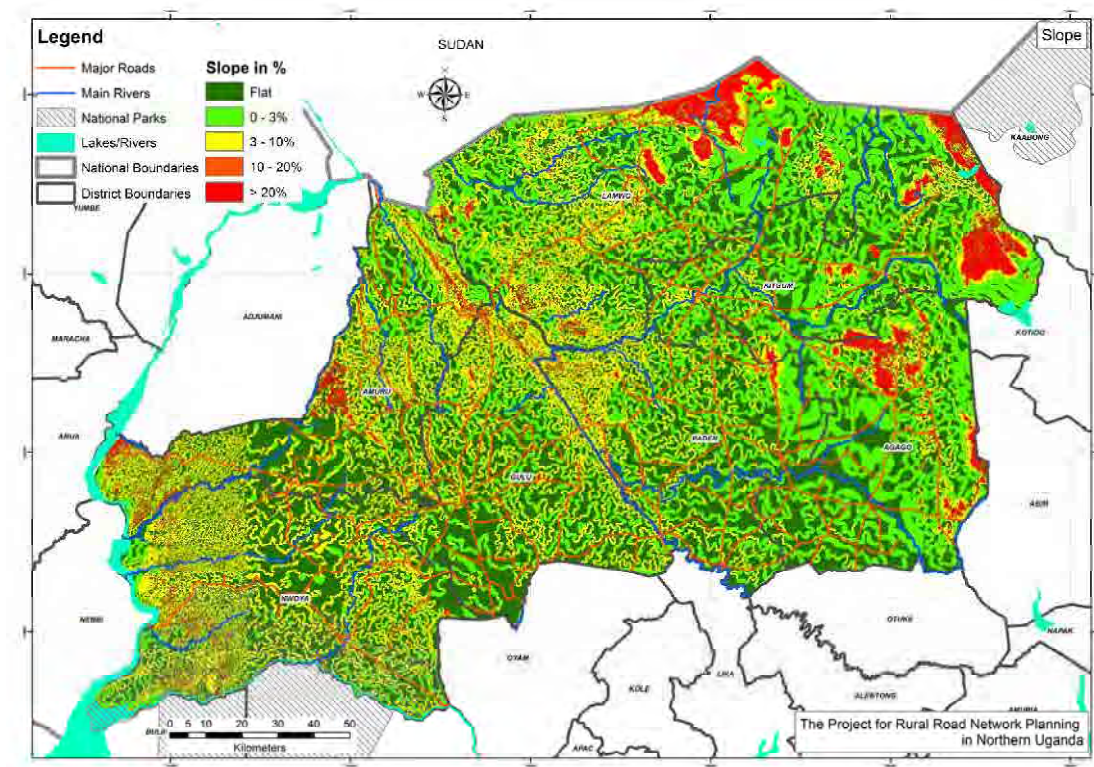 Legend
Major Roads
Main Rivers
National Parks
Lakes/Rivers
National Boundaries
District Boundaries
Slope in %
Flat
0 - 3%
3 - 10%
10 - 20%
> 20%
SUDAN
N
W
E
S
Slope
KAABONG
YUMBE
LAMWO
ADJUMANI
KITGUM
MARACHA
KOTIDO
AMURU
ARUA
PADER
AGAGO
GULU
ABIM
NEBBI
NWOYA
OTUKE
NAPAK
OYAM
KOLE
LIRA
ALEBTONG
AMURIA
BULI
APAC
0 5 10 20 30 40 50
Kilometers
The Project for Rural Road Network Planning
in Northern Uganda